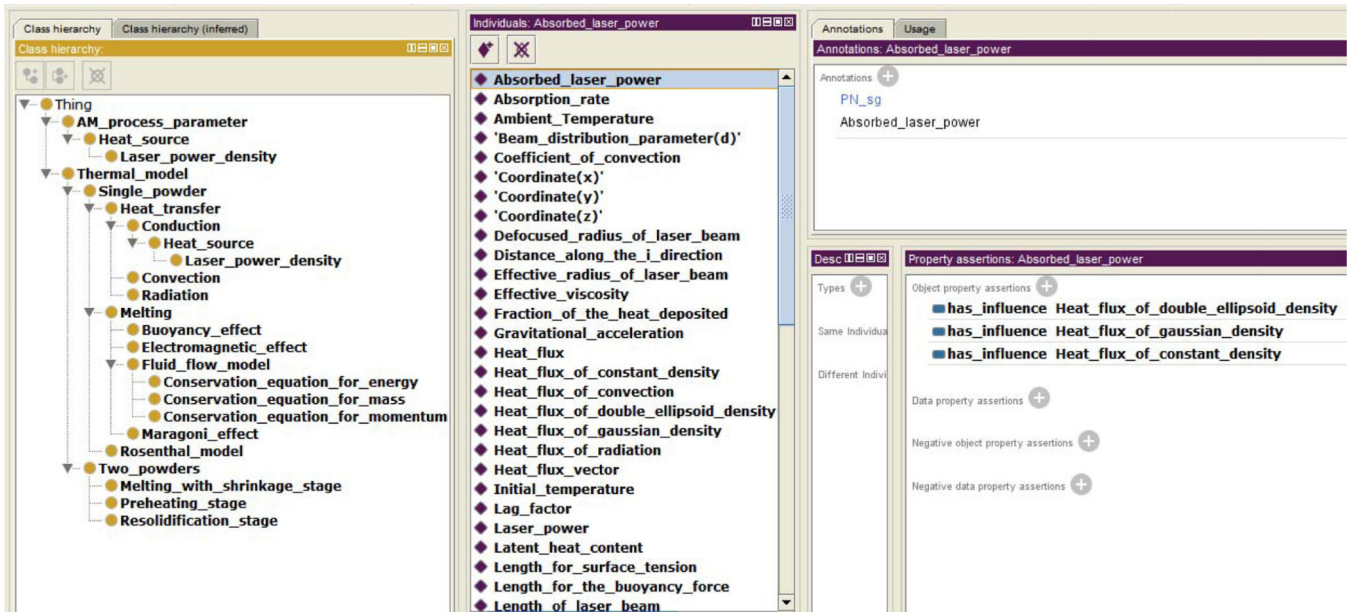 Class hierarchy
Class hierarchy (inferred)
Class hierarchy:
Thing
AM_process_parameter
Heat_source
Laser_power_density
Thermal_model
Single_powder
Heat_transfer
Conduction
Heat_source
Laser_power_density
Convection
Radiation
Melting
Buoyancy_effect
Electromagnetic_effect
Fluid_flow_model
Conservation_equation_for_energy
Conservation_equation_for_mass
Conservation_equation_for_momentum
Maragoni_effect
Rosenthal_model
Two_powders
Melting_with_shrinkage_stage
Preheating_stage
Resolidification_stage
Individuals: Absorbed_laser_power
Absorbed_laser_power
Absorption_rate
Ambient_Temperature
'Beam_distribution_parameter(d)'
Coefficient_of_convection
'Coordinate(x)'
'Coordinate(y)'
'Coordinate(z)'
Defocused_radius_of_laser_beam
Distance_along_the_i_direction
Effective_radius_of_laser_beam
Effective_viscosity
Fraction_of_the_heat_deposited
Gravitational_acceleration
Heat_flux
Heat_flux_of_constant_density
Heat_flux_of_convection
Heat_flux_of_double_ellipsoid_density
Heat_flux_of_gaussian_density
Heat_flux_of_radiation
Heat_flux_vector
Initial_temperature
Lag_factor
Laser_power
Latent_heat_content
Length_for_surface_tension
Length_for_the_buoyancy_force
Length_of_laser_beam
Annotations
Usage
Annotations: Absorbed_laser_power
Annotations
PN_sg
Absorbed_laser_power
Desc
Types
Same Individua
Different Indivi
Property assertions: Absorbed_laser_power
Object property assertions
has_influence Heat_flux_of_double_ellipsoid_density
has_influence Heat_flux_of_gaussian_density
has_influence Heat_flux_of_constant_density
Data property assertions
Negative object property assertions
Negative data property assertions